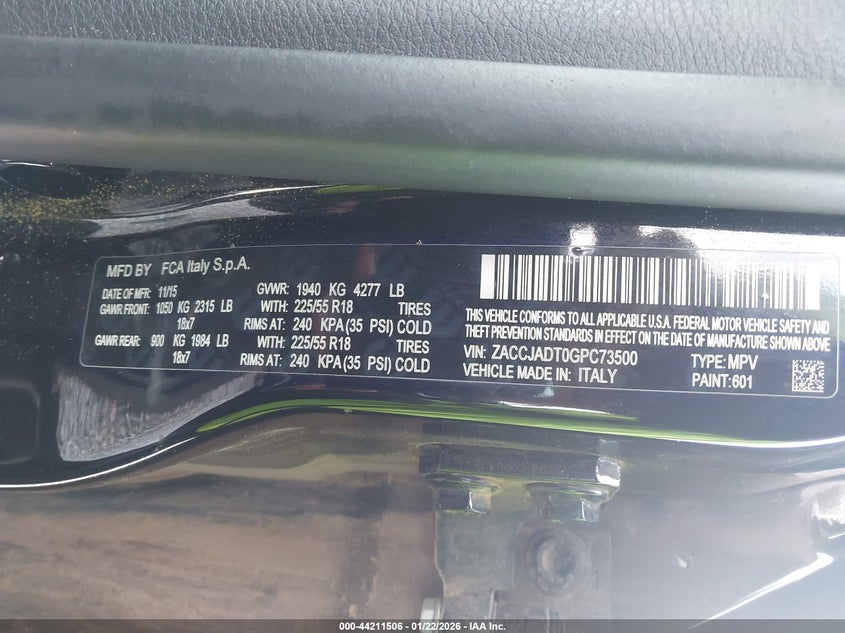 MFD BY FCA Italy S.p.A.
DATE OF MFR: 11/15 GVWR: 1940 KG 4277 LB
GAWR FRONT: 1050 KG 2315 LB WITH: 225/55 R18 TIRES
18x7 RIMS AT: 240 KPA (35 PSI) COLD
GAWR REAR: 900 KG 1984 LB WITH: 225/55 R18 TIRES
18x7 RIMS AT: 240 KPA (35 PSI) COLD
THIS VEHICLE CONFORMS TO ALL APPLICABLE U.S.A. FEDERAL MOTOR VEHICLE SAFETY AND
THEFT PREVENTION STANDARDS IN EFFECT ON THE DATE OF MANUFACTURE SHOWN ABOVE
VIN: ZACCJADT0GPC73500 TYPE: MPV
VEHICLE MADE IN: ITALY PAINT: 601
000-44211506 - 01/22/2026 - IAA Inc.